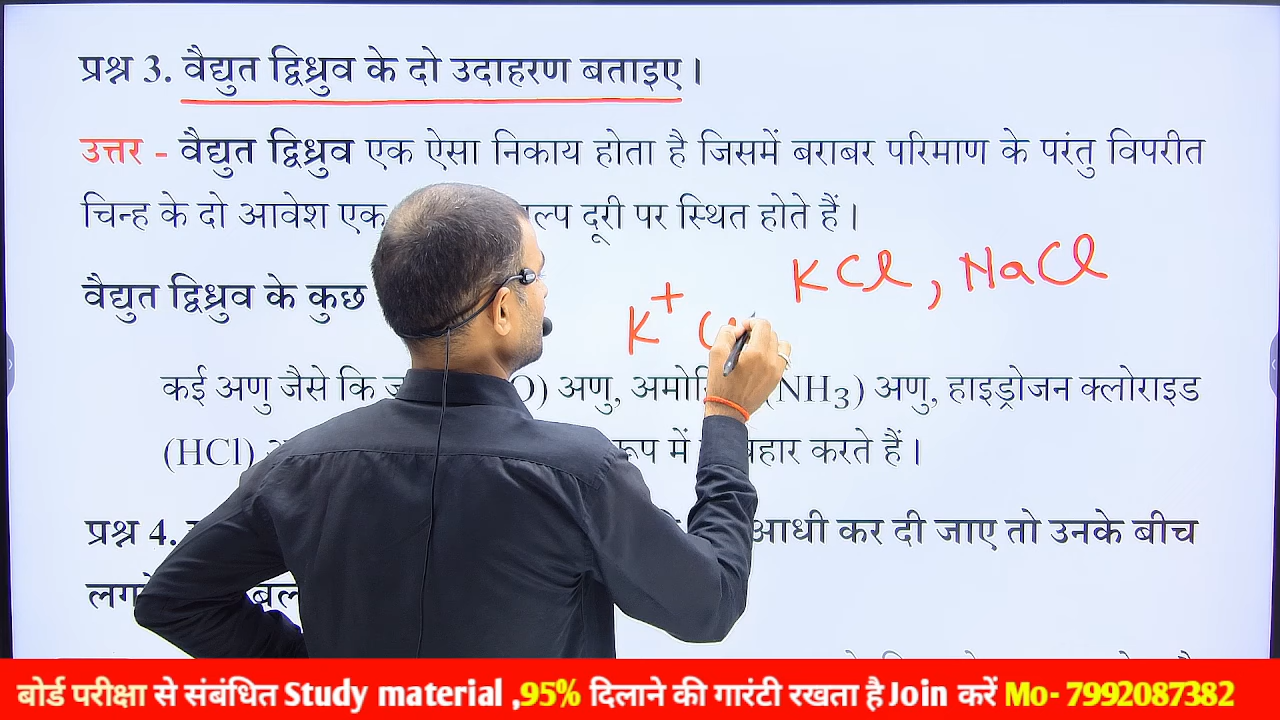 प्रश्न 3. वैद्युत द्विध्रुव के दो उदाहरण बताइए।
उत्तर - वैद्युत द्विध्रुव एक ऐसा निकाय होता है जिसमें बराबर परिमाण के परंतु विपरीत
चिन्ह के दो आवेश एक दूरी पर स्थित होते हैं।
KCl, NaCl
वैद्युत द्विध्रुव के कुछ
K+
कई अणु जैसे कि अणु, (NH3) अणु, हाइड्रोजन क्लोराइड
(HCl) रूप में करते हैं।
प्रश्न 4. आधी कर दी जाए तो उनके बीच
बोर्ड परीक्षा से संबंधित Study material ,95% दिलाने की गारंटी रखता है Join करें Mo- 7992087382